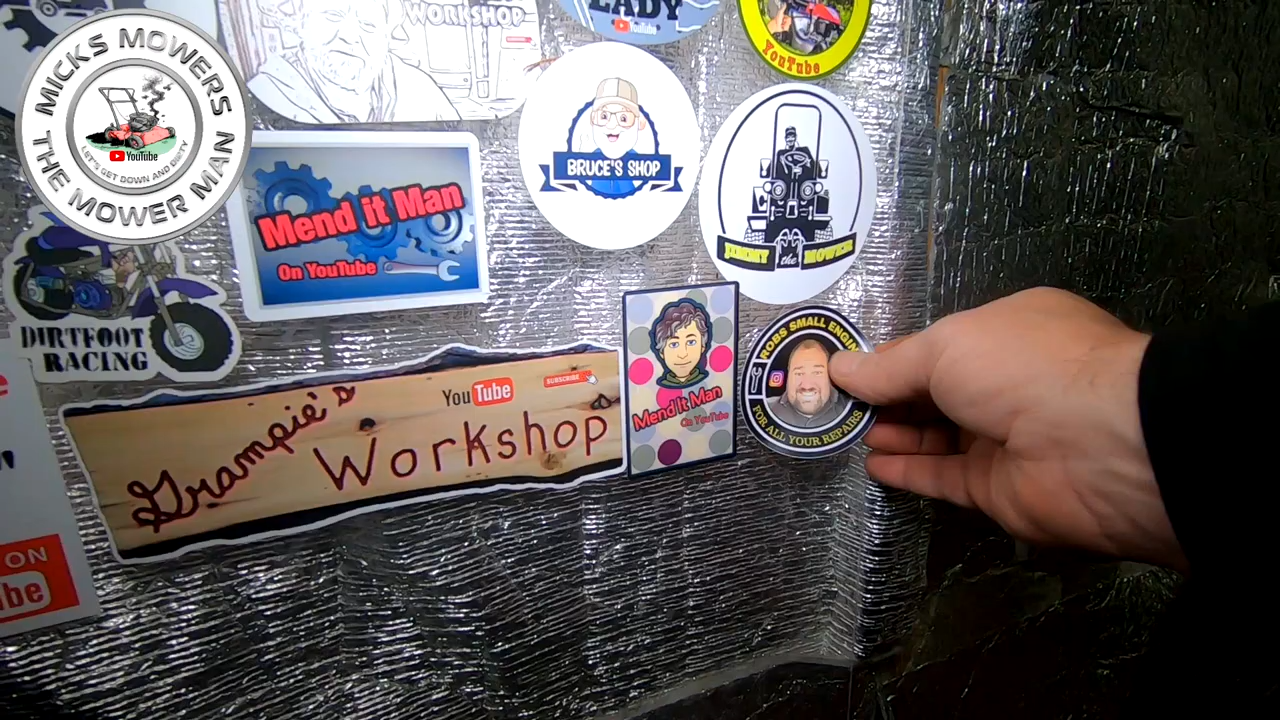 MICKS MOWERS
THE MOWER MAN
YouTube
LET'S GET DOWN AND DIRTY
WORKSHOP
LADY
YouTube
YouTube
BRUCE'S SHOP
JIMMY the MOWER
Mend it Man
On YouTube
DIRTFOOT
RACING
Grampie's
Workshop
YouTube
SUBSCRIBE
Mend It Man
On YouTube
ROBS SMALL
FOR ALL YOUR REPAIRS
ON